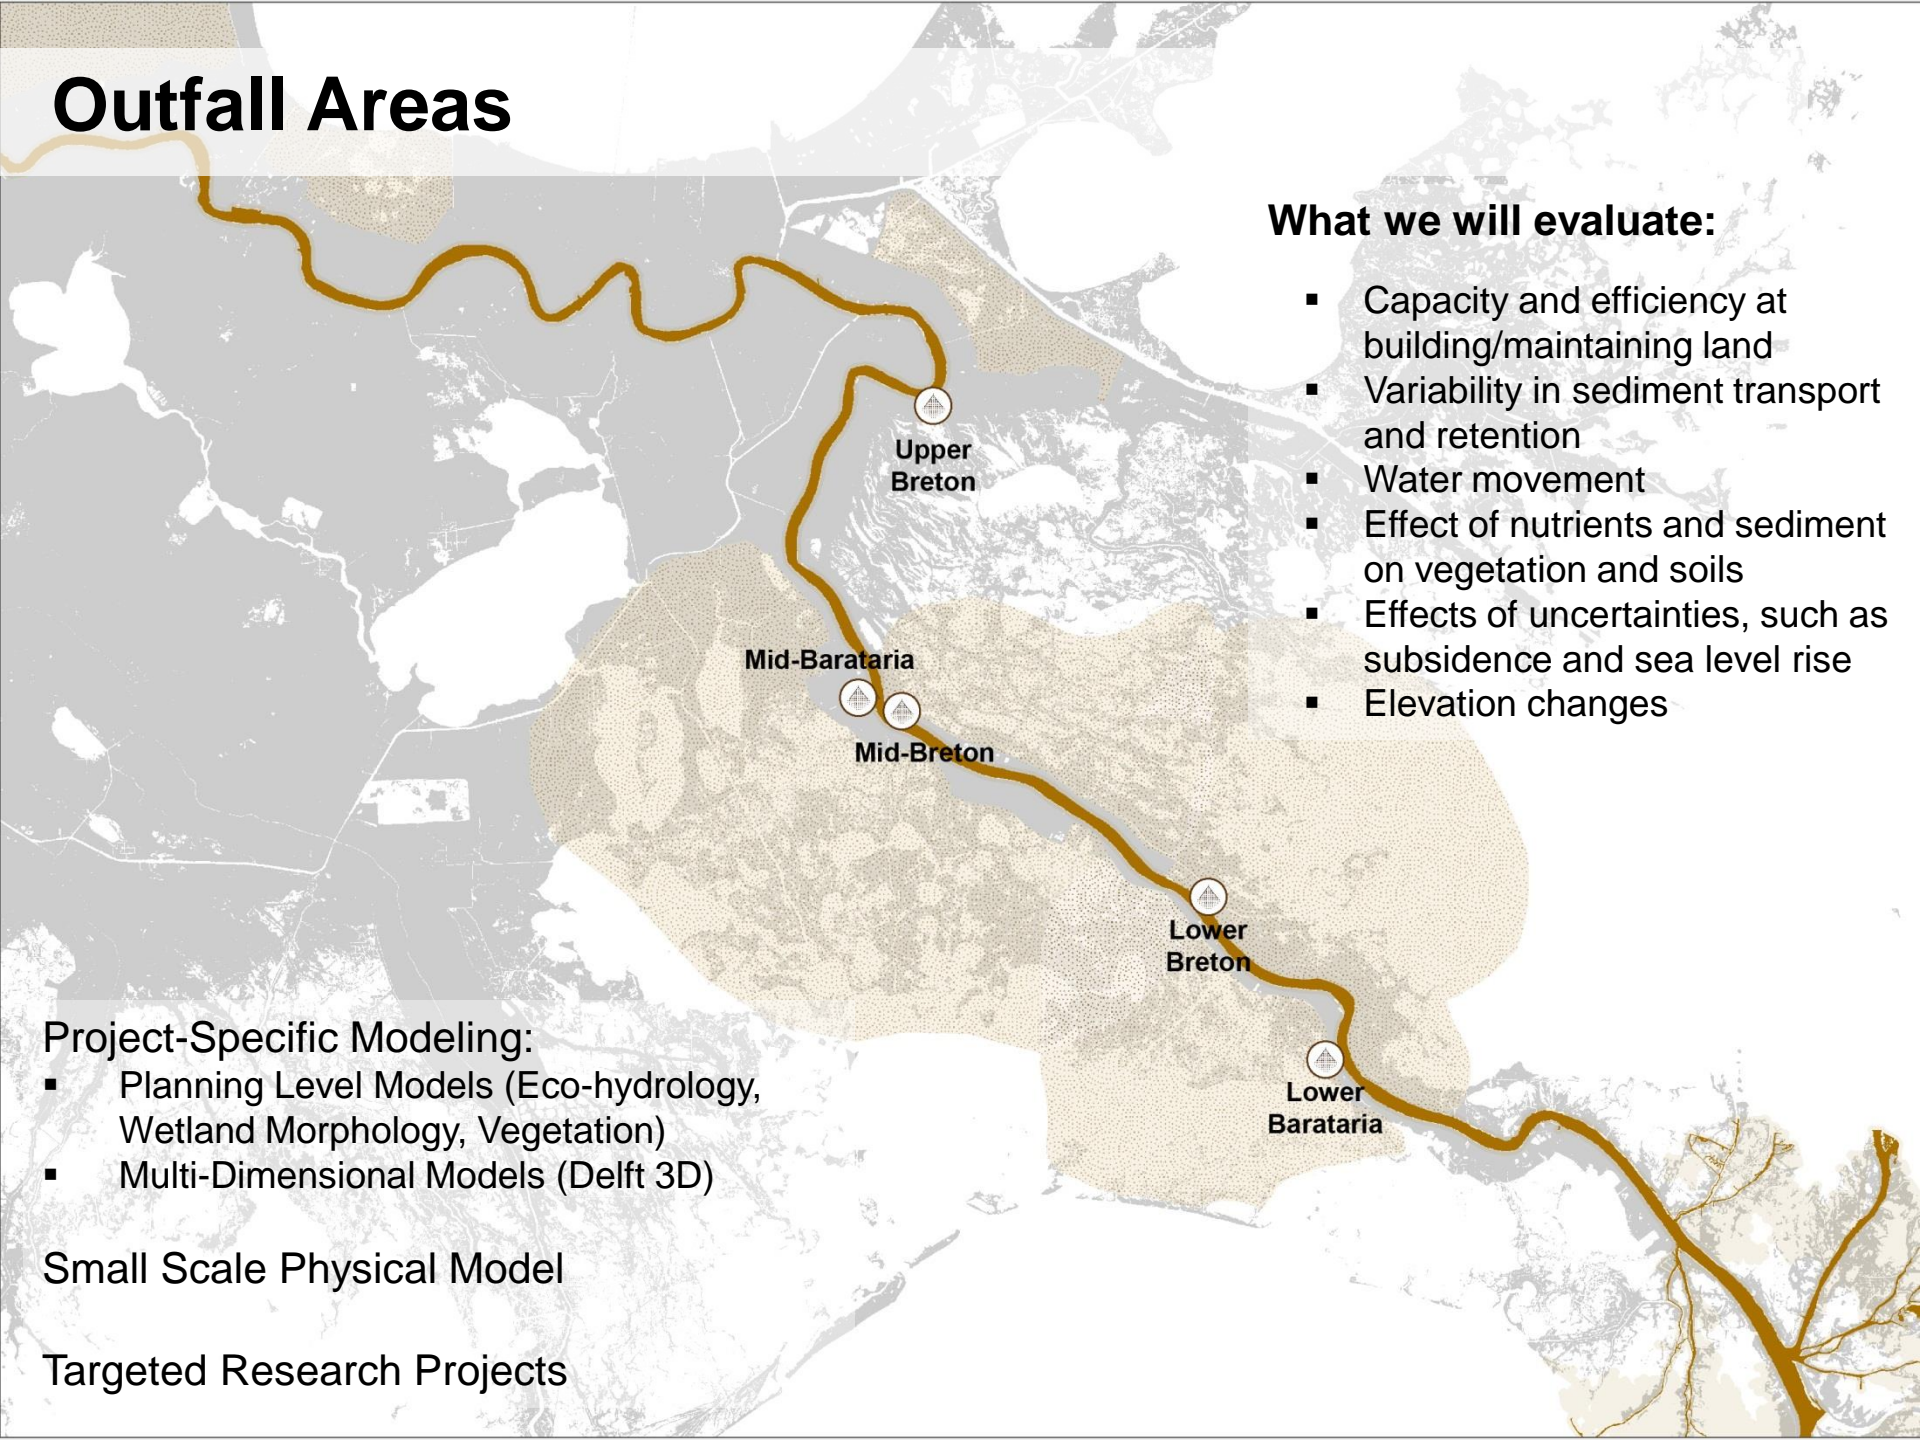 Outfall Areas
What we will evaluate:
▪ Capacity and efficiency at
building/maintaining land
▪ Variability in sediment transport
and retention
▪ Water movement
▪ Effect of nutrients and sediment
on vegetation and soils
▪ Effects of uncertainties, such as
subsidence and sea level rise
▪ Elevation changes
Upper
Breton
Mid-Barataria
Mid-Breton
Lower
Breton
Lower
Barataria
Project-Specific Modeling:
▪ Planning Level Models (Eco-hydrology,
Wetland Morphology, Vegetation)
▪ Multi-Dimensional Models (Delft 3D)
Small Scale Physical Model
Targeted Research Projects